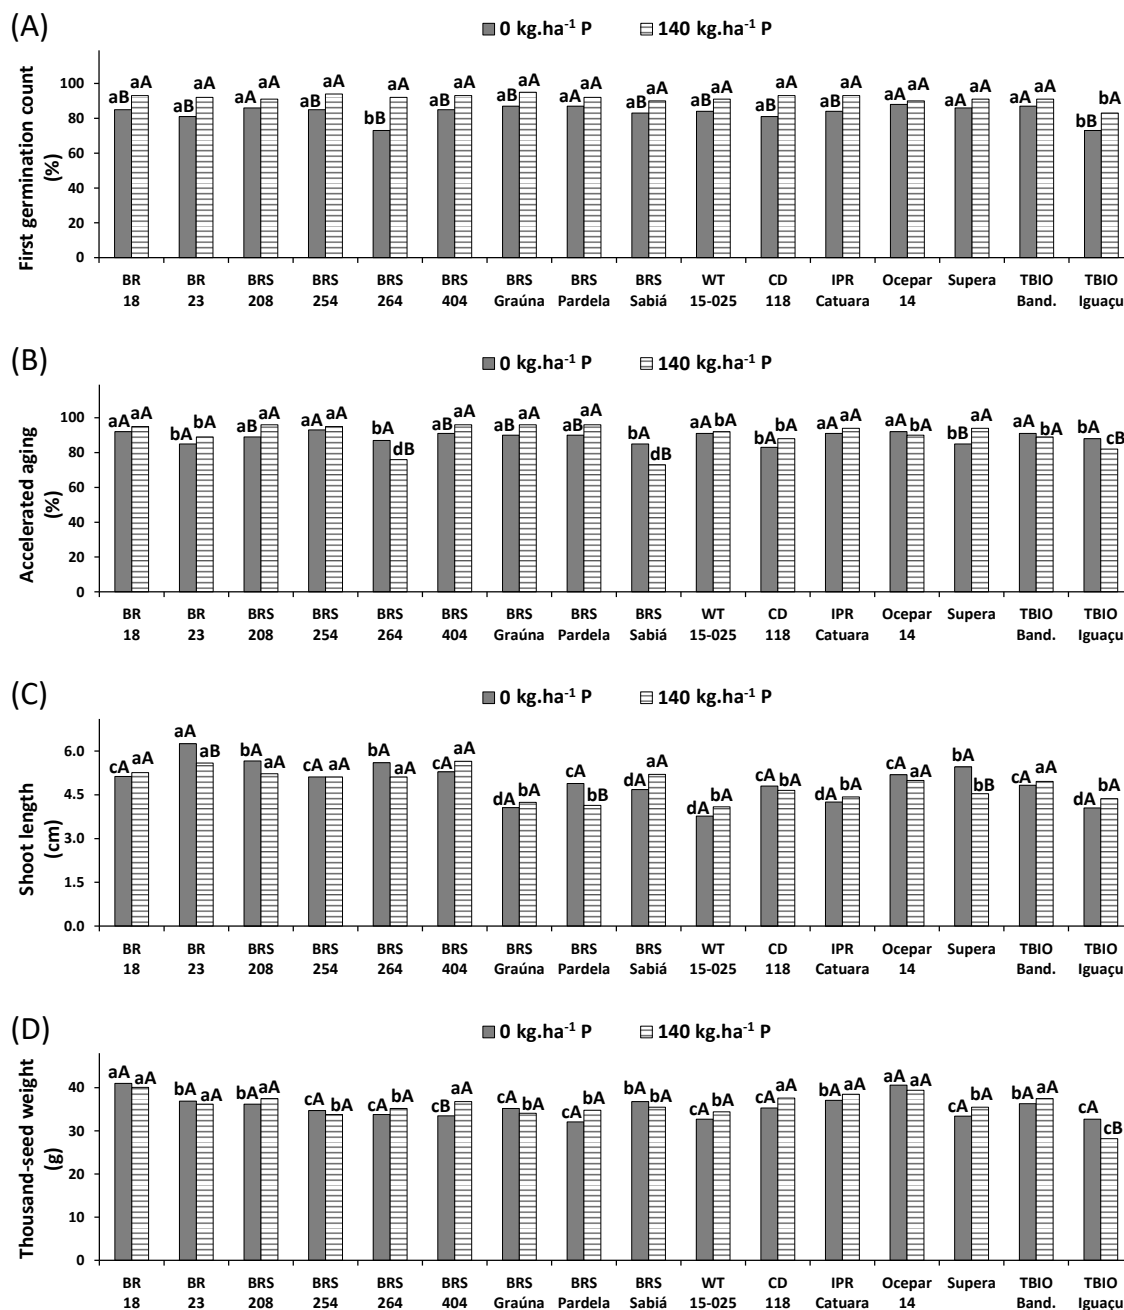 (A)
0 kg.ha⁻¹ P 140 kg.ha⁻¹ P
First germination count
(%)
100
80
60
40
20
0
aB aA aB aA aA aA aB aA bB aA aB aA aB aA aA aA aB aA aB aA aB aA aB aA aA aA aA aA aA aA bB bA
BR BR BRS BRS BRS BRS BRS BRS BRS WT CD IPR Ocepar Supera TBIO TBIO
18 23 208 254 264 404 Graúna Pardela Sabiá 15-025 118 Catuara 14 Band. Iguaçu
(B)
0 kg.ha⁻¹ P 140 kg.ha⁻¹ P
Accelerated aging
(%)
100
80
60
40
20
0
aA aA bA bA aB aA aA aA bA dB aB aA aB aA aB aA bA dB aA bA bA bA aA aA aA bA bB aA aA bA bA cB
BR BR BRS BRS BRS BRS BRS BRS BRS WT CD IPR Ocepar Supera TBIO TBIO
18 23 208 254 264 404 Graúna Pardela Sabiá 15-025 118 Catuara 14 Band. Iguaçu
(C)
0 kg.ha⁻¹ P 140 kg.ha⁻¹ P
Shoot length
(cm)
6.0
4.5
3.0
1.5
0.0
cA aA aA aB bA aA cA aA bA aA cA aA dA bA cA bB dA aA dA bA cA bA dA bA cA aA bA bB cA aA dA bA
BR BR BRS BRS BRS BRS BRS BRS BRS WT CD IPR Ocepar Supera TBIO TBIO
18 23 208 254 264 404 Graúna Pardela Sabiá 15-025 118 Catuara 14 Band. Iguaçu
(D)
0 kg.ha⁻¹ P 140 kg.ha⁻¹ P
Thousand-seed weight
(g)
40
30
20
10
0
aA aA bA aA bA aA cA bA cA bA cB aA cA bA cA bA bA bA cA bA cA aA bA aA aA aA cA bA bA aA cA cB
BR BR BRS BRS BRS BRS BRS BRS BRS WT CD IPR Ocepar Supera TBIO TBIO
18 23 208 254 264 404 Graúna Pardela Sabiá 15-025 118 Catuara 14 Band. Iguaçu